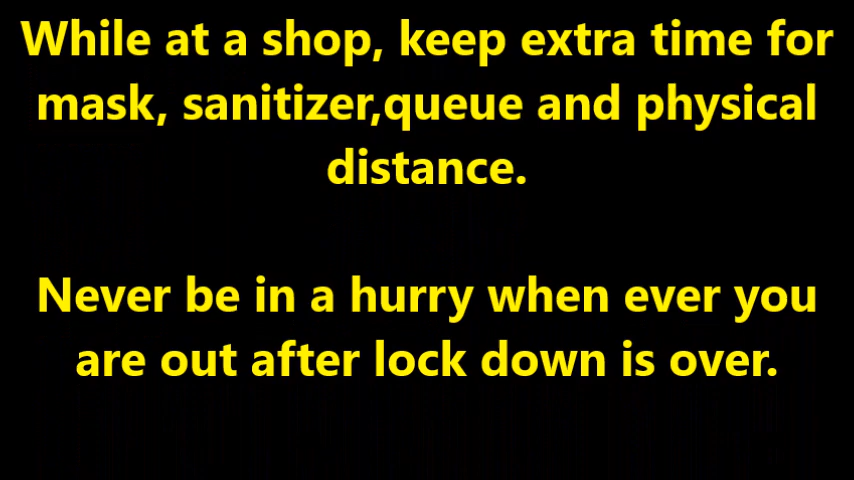 While at a shop, keep extra time for
mask, sanitizer,queue and physical
distance.
Never be in a hurry when ever you
are out after lock down is over.